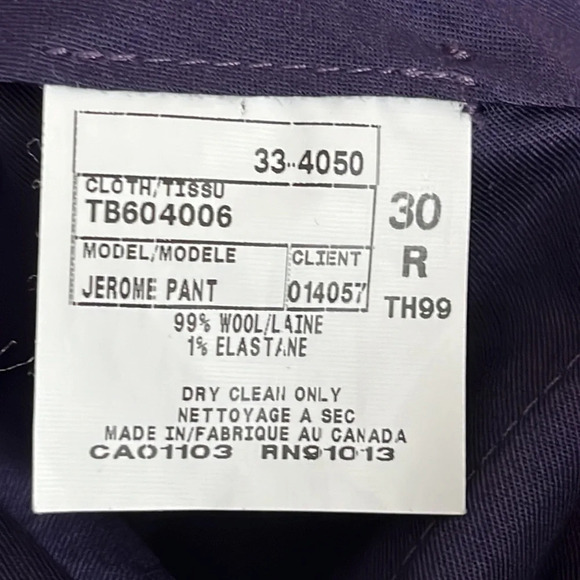 33-4050
CLOTH/TISSU
TB604006
30
MODEL/MODELE
CLIENT
R
JEROME PANT
014057
TH99
99% WOOL/LAINE
1% ELASTANE
DRY CLEAN ONLY
NETTOYAGE A SEC
MADE IN/FABRIQUE AU CANADA
CA01103 RN91013